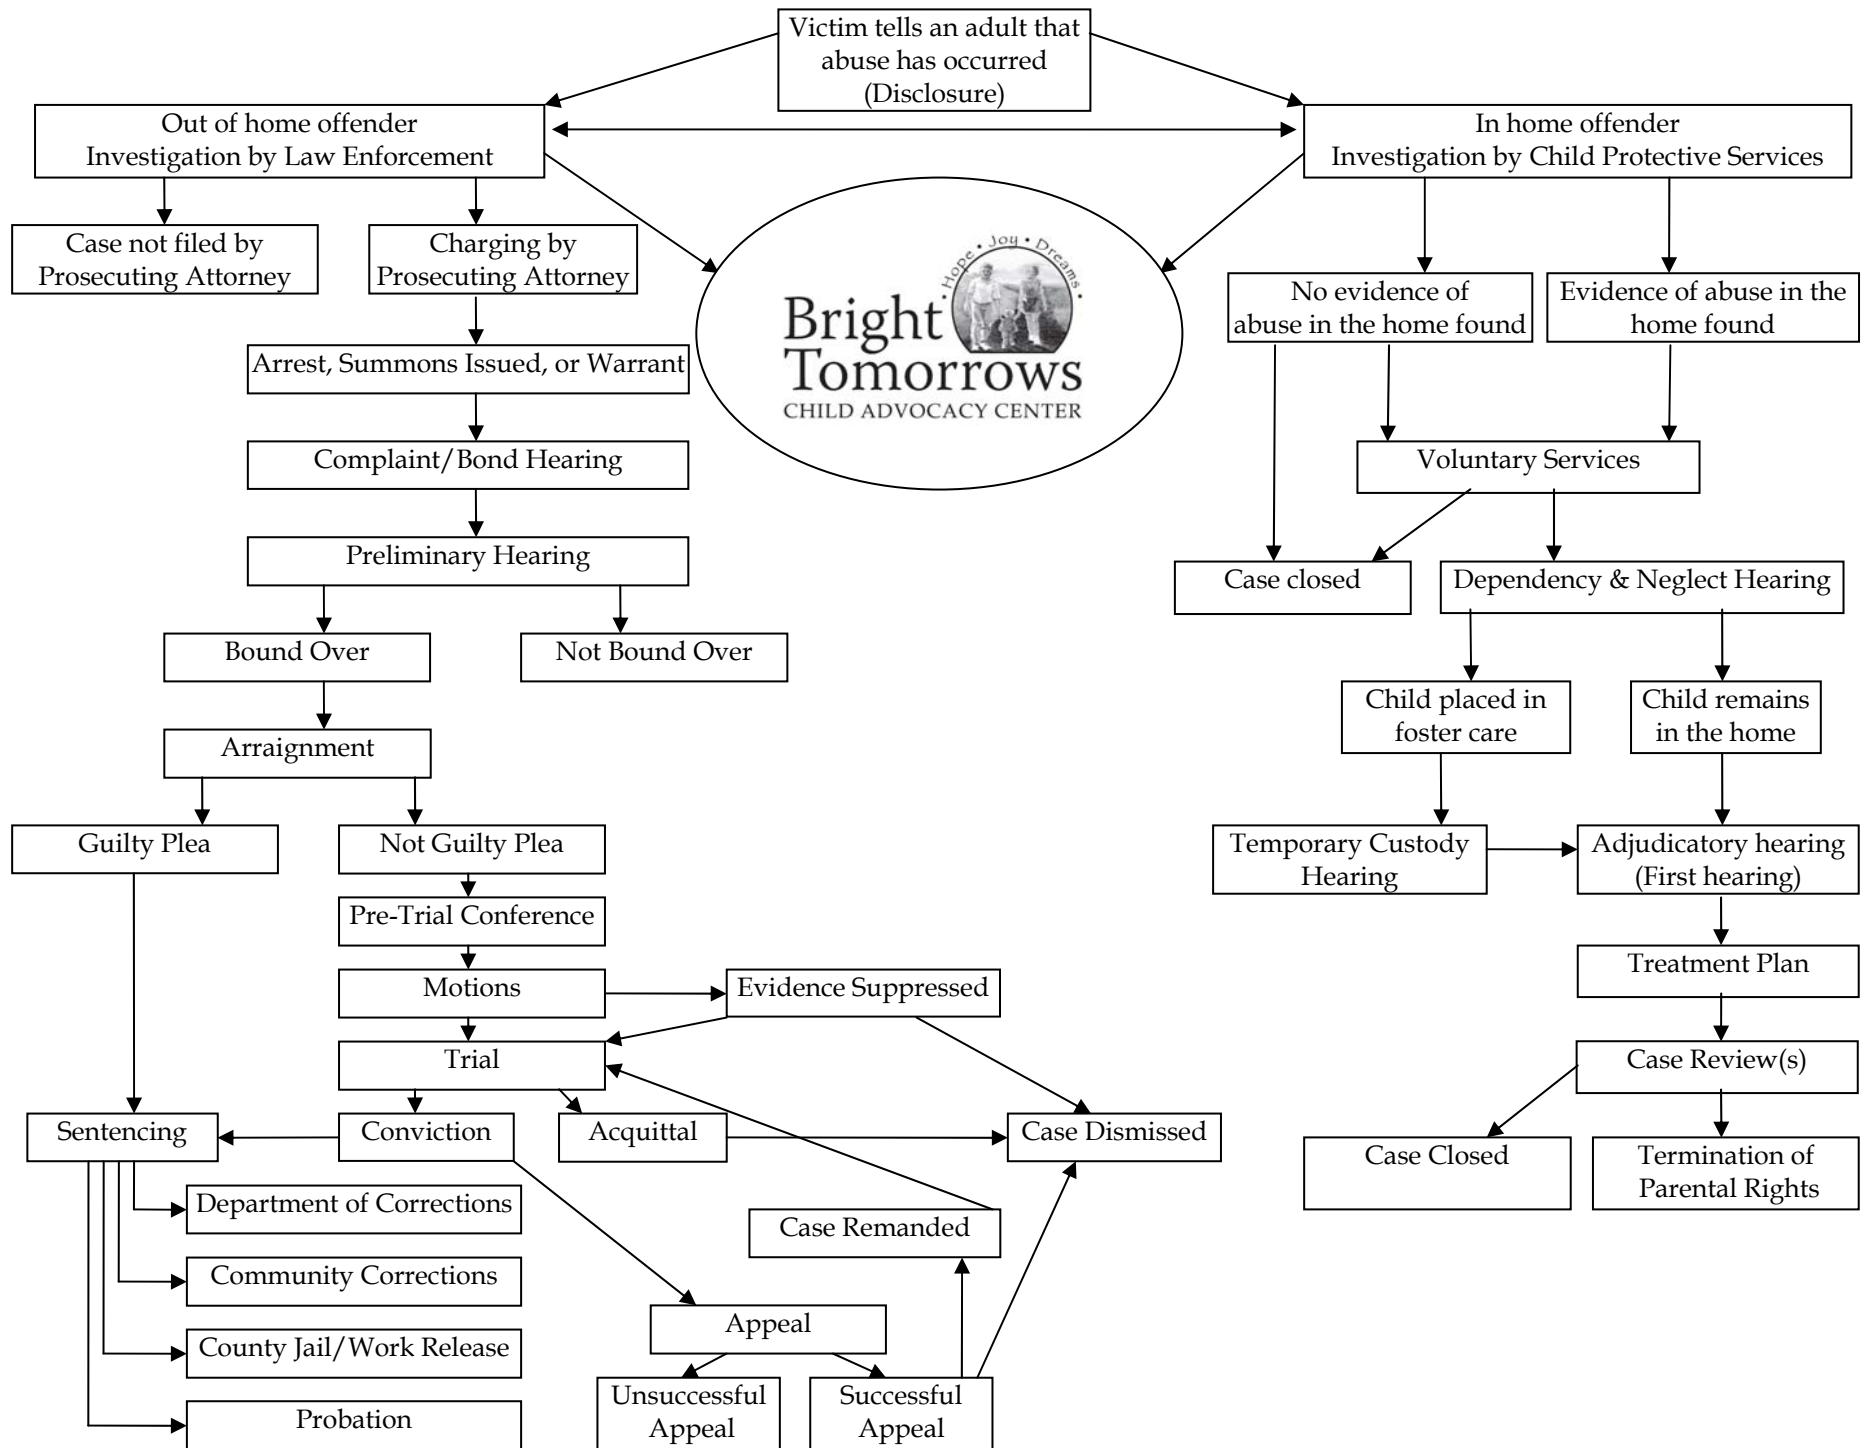 Victim tells an adult that
abuse has occurred
(Disclosure)
Out of home offender
Investigation by Law Enforcement
In home offender
Investigation by Child Protective Services
Case not filed by
Prosecuting Attorney
Charging by
Prosecuting Attorney
Hope • Joy • Dreams •
Bright
Tomorrows
CHILD ADVOCACY CENTER
No evidence of
abuse in the home found
Evidence of abuse in the
home found
Arrest, Summons Issued, or Warrant
Complaint/Bond Hearing
Voluntary Services
Preliminary Hearing
Case closed
Dependency & Neglect Hearing
Bound Over
Not Bound Over
Child placed in
foster care
Child remains
in the home
Arraignment
Guilty Plea
Not Guilty Plea
Temporary Custody
Hearing
Adjudicatory hearing
(First hearing)
Pre-Trial Conference
Treatment Plan
Motions
Evidence Suppressed
Trial
Case Review(s)
Sentencing
Conviction
Acquittal
Case Dismissed
Case Closed
Termination of
Parental Rights
Department of Corrections
Case Remanded
Community Corrections
Appeal
County Jail/Work Release
Unsuccessful
Appeal
Successful
Appeal
Probation